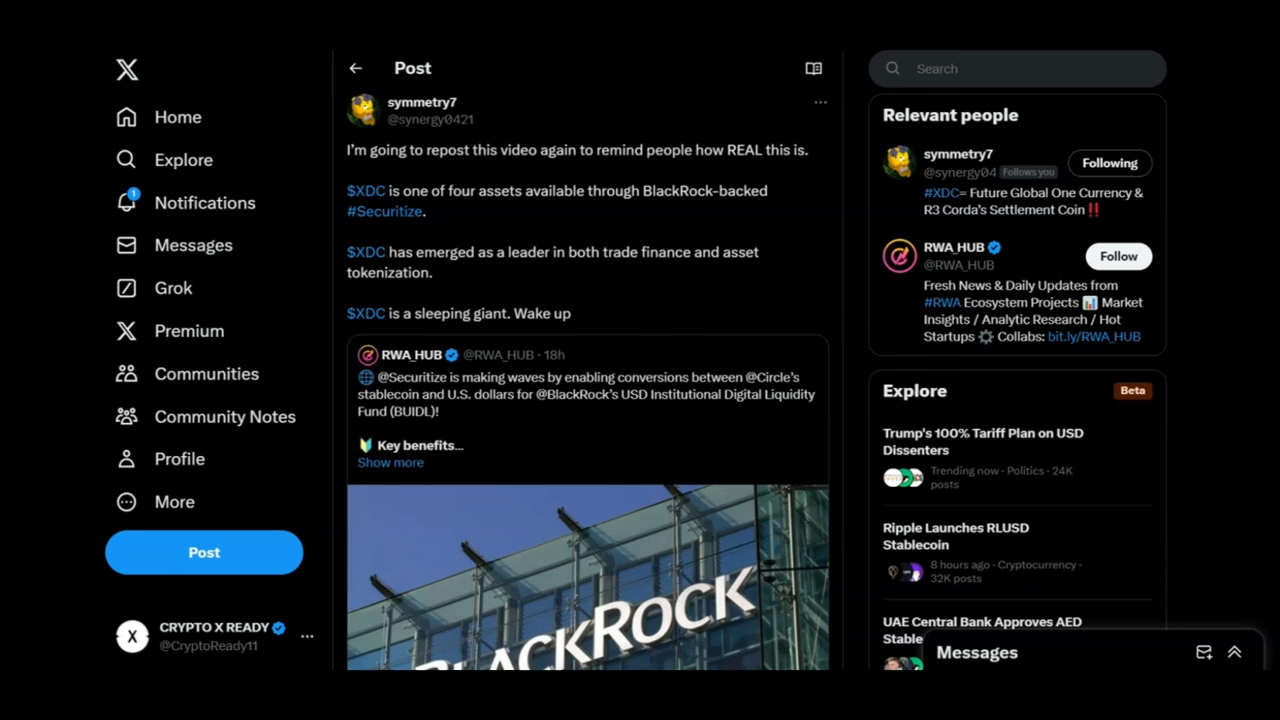 Home
Explore
1
Notifications
Messages
Grok
Premium
Communities
Community Notes
Profile
More
Post
CRYPTO X READY
@CryptoReady11
Post
symmetry7
@synergy0421
I'm going to repost this video again to remind people how REAL this is.
$XDC is one of four assets available through BlackRock-backed
#Securitize.
$XDC has emerged as a leader in both trade finance and asset
tokenization.
$XDC is a sleeping giant. Wake up
RWA_HUB @RWA_HUB · 18h
@Securitize is making waves by enabling conversions between @Circle's
stablecoin and U.S. dollars for @BlackRock's USD Institutional Digital Liquidity
Fund (BUIDL)!
Key benefits...
Show more
BLACKROCK
Search
Relevant people
symmetry7
@synergy04 Follows you
Following
#XDC= Future Global One Currency &
R3 Corda's Settlement Coin‼️
RWA_HUB
@RWA_HUB
Follow
Fresh News & Daily Updates from
#RWA Ecosystem Projects 📊 Market
Insights / Analytic Research / Hot
Startups ⚙️ Collabs: bit.ly/RWA_HUB
Explore
Beta
Trump's 100% Tariff Plan on USD
Dissenters
Trending now · Politics · 24K
posts
Ripple Launches RLUSD
Stablecoin
8 hours ago · Cryptocurrency ·
32K posts
UAE Central Bank Approves AED
Stable
Messages